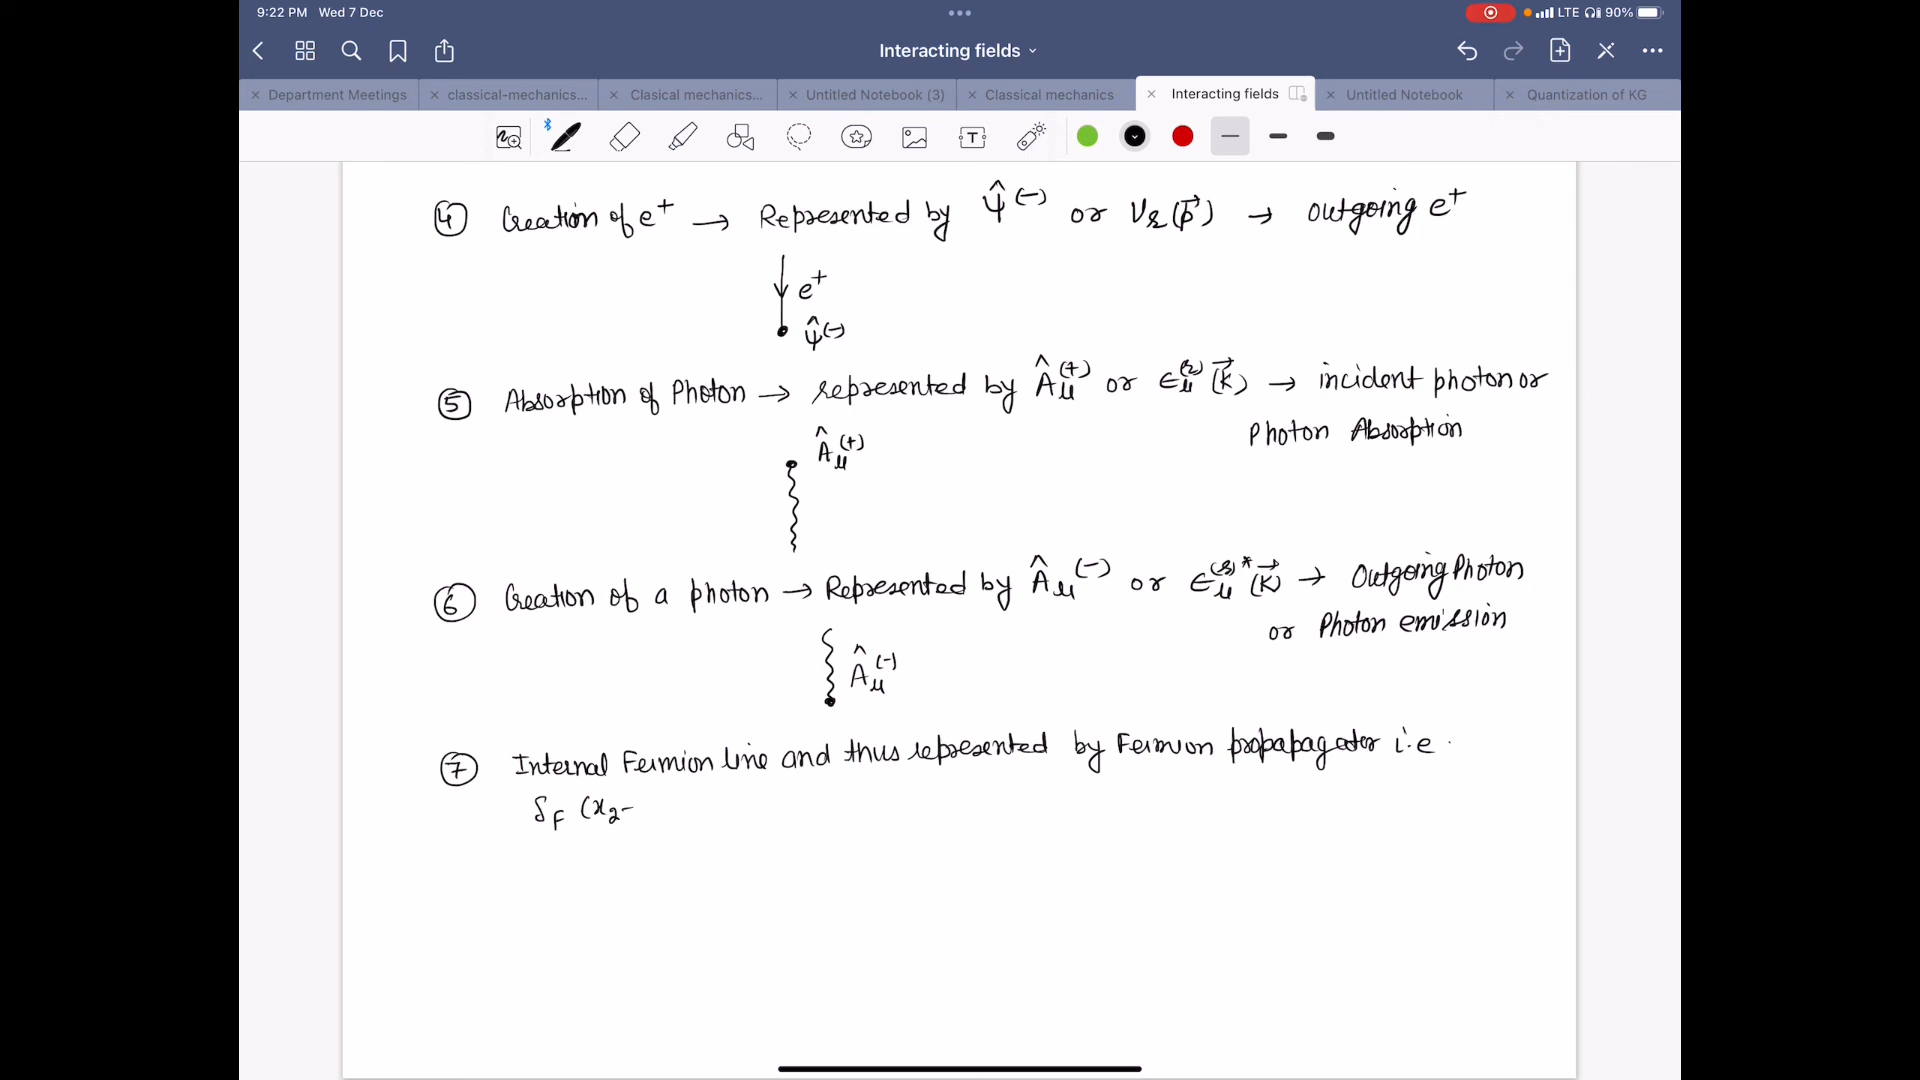 9:22 PM Wed 7 Dec
LTE 90%
Interacting fields
Department Meetings
classical-mechanics...
Clasical mechanics...
Untitled Notebook (3)
Classical mechanics
Interacting fields
Untitled Notebook
Quantization of KG
④ Creation of e⁺ → Represented by ψ̂⁽⁻⁾ or Vᵣ(p⃗) → Outgoing e⁺
e⁺
ψ̂⁽⁻⁾
⑤ Absorption of Photon → represented by Â_μ⁽⁺⁾ or ε_μ⁽ʳ⁾(k⃗) → incident photon or
Photon Absorption
Â_μ⁽⁺⁾
⑥ Creation of a photon → Represented by Â_μ⁽⁻⁾ or ε_μ⁽ʳ⁾*(k⃗) → Outgoing Photon
or Photon emission
Â_μ⁽⁻⁾
⑦ Internal Fermion line and thus represented by Fermion propapagator i.e.
S_F (x₂-